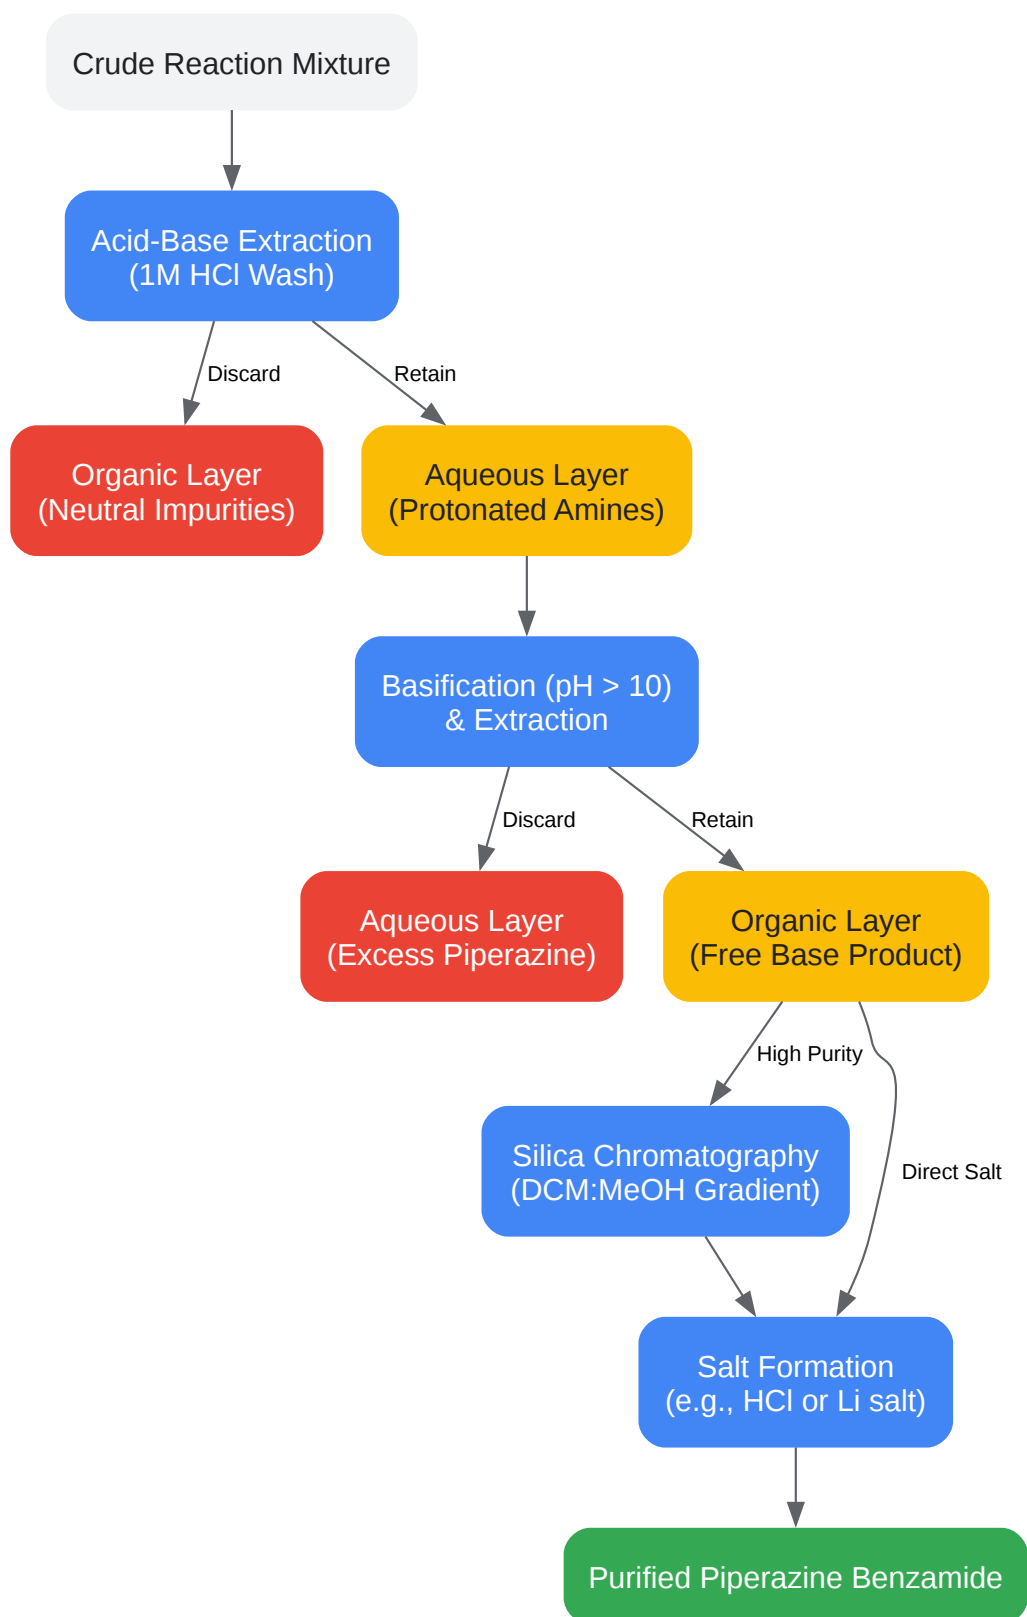 Crude Reaction Mixture
Acid-Base Extraction
(1M HCl Wash)
Discard
Retain
Organic Layer
(Neutral Impurities)
Aqueous Layer
(Protonated Amines)
Basification (pH > 10)
& Extraction
Discard
Retain
Aqueous Layer
(Excess Piperazine)
Organic Layer
(Free Base Product)
High Purity
Silica Chromatography
(DCM:MeOH Gradient)
Direct Salt
Salt Formation
(e.g., HCl or Li salt)
Purified Piperazine Benzamide